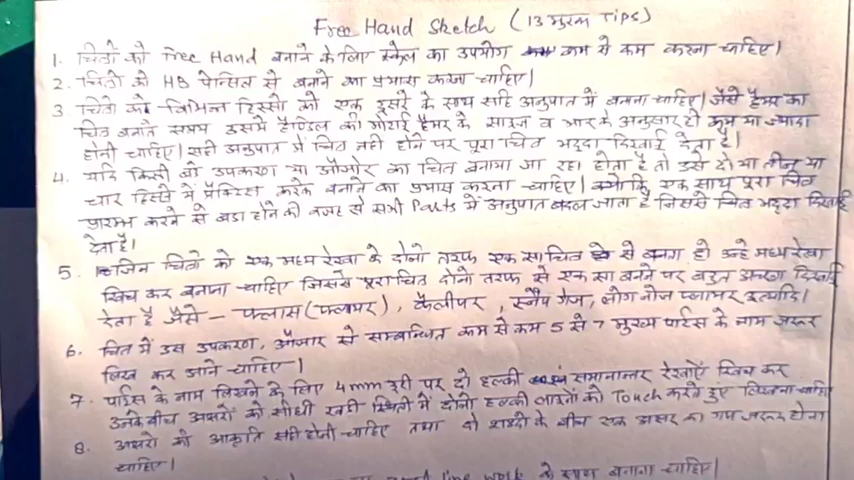 Free Hand Sketch (13 मुख्य Tips)
1. चित्रों को Free Hand बनाने के लिए स्केल का उपयोग कम से कम करना चाहिए।
2. चित्रों को HB पेन्सिल से बनाने का प्रयास करना चाहिए।
3 चित्रों के विभिन्न हिस्सों को एक दूसरे के साथ सही अनुपात में बनाना चाहिए। जैसे हैमर का
चित्र बनाते समय उसमें हैण्डिल की मोटाई हैमर के साइज व भार के अनुसार ही कम या ज्यादा
होनी चाहिए। सही अनुपात में चित्र नहीं होने पर पूरा चित्र भद्दा दिखाई देता है।
4. यदि किसी बड़े उपकरण या औजार का चित्र बनाया जा रहा होता है तो उसे दो या तीन या
चार हिस्से में प्रैक्टिस करके बनाने का प्रयास करना चाहिए। क्योंकि एक साथ पूरा चित्र
प्रारम्भ करने से बड़ा होने की वजह से सभी Parts में अनुपात बदल जाता है जिससे चित्र भद्दा दिखाई
देता है।
5. जिन चित्रों को एक मध्य रेखा के दोनों तरफ एक सा चित्र से बना हो उन्हें मध्य रेखा
खिंच कर बनाना चाहिए जिससे पूरा चित्र दोनों तरफ से एक सा बनने पर बहुत अच्छा दिखाई
देता है जैसे - फ्लास (फ्लायर), कैलीपर, स्नैप गेज, लोग नोज प्लायर इत्यादि।
6. चित्र में उस उपकरण, औजार से सम्बन्धित कम से कम 5 से 7 मुख्य पार्ट्स के नाम जरूर
लिख कर आने चाहिए।
7. पार्ट्स के नाम लिखने के लिए 4mm दूरी पर दो हल्की समानान्तर रेखाएँ खिंच कर
उनके बीच अक्षरों को सीधी खड़ी स्थिती में दोनों हल्की लाइनों को Touch करते हुए लिखना चाहिए
8. अक्षरों की आकृति सही होनी चाहिए तथा दो शब्दों के बीच एक अक्षर का गैप जरूर होना
चाहिए।
line work के साथ बनाना चाहिए।